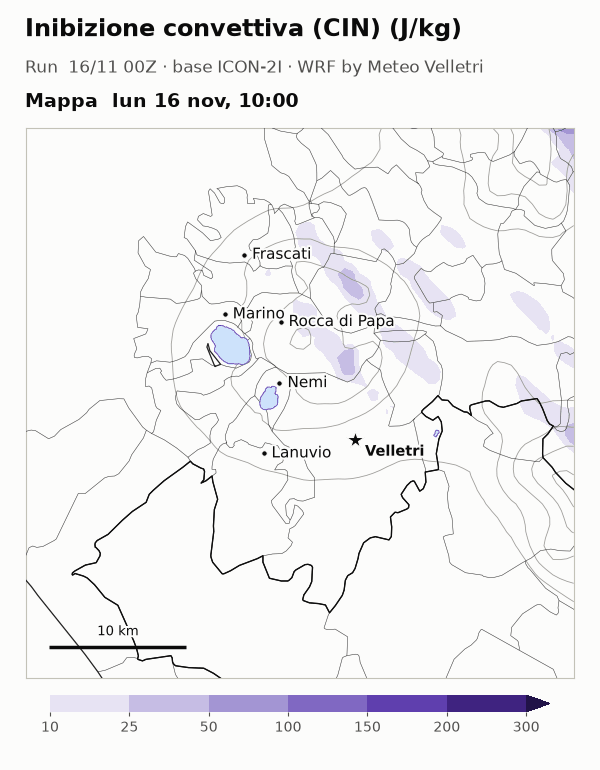 Inibizione convettiva (CIN) (J/kg)
Run  16/11 00Z · base ICON-2I · WRF by Meteo Velletri
Mappa  lun 16 nov, 10:00
Frascati
Marino
Rocca di Papa
Nemi
Velletri
Lanuvio
10 km
10 25 50 100 150 200 300